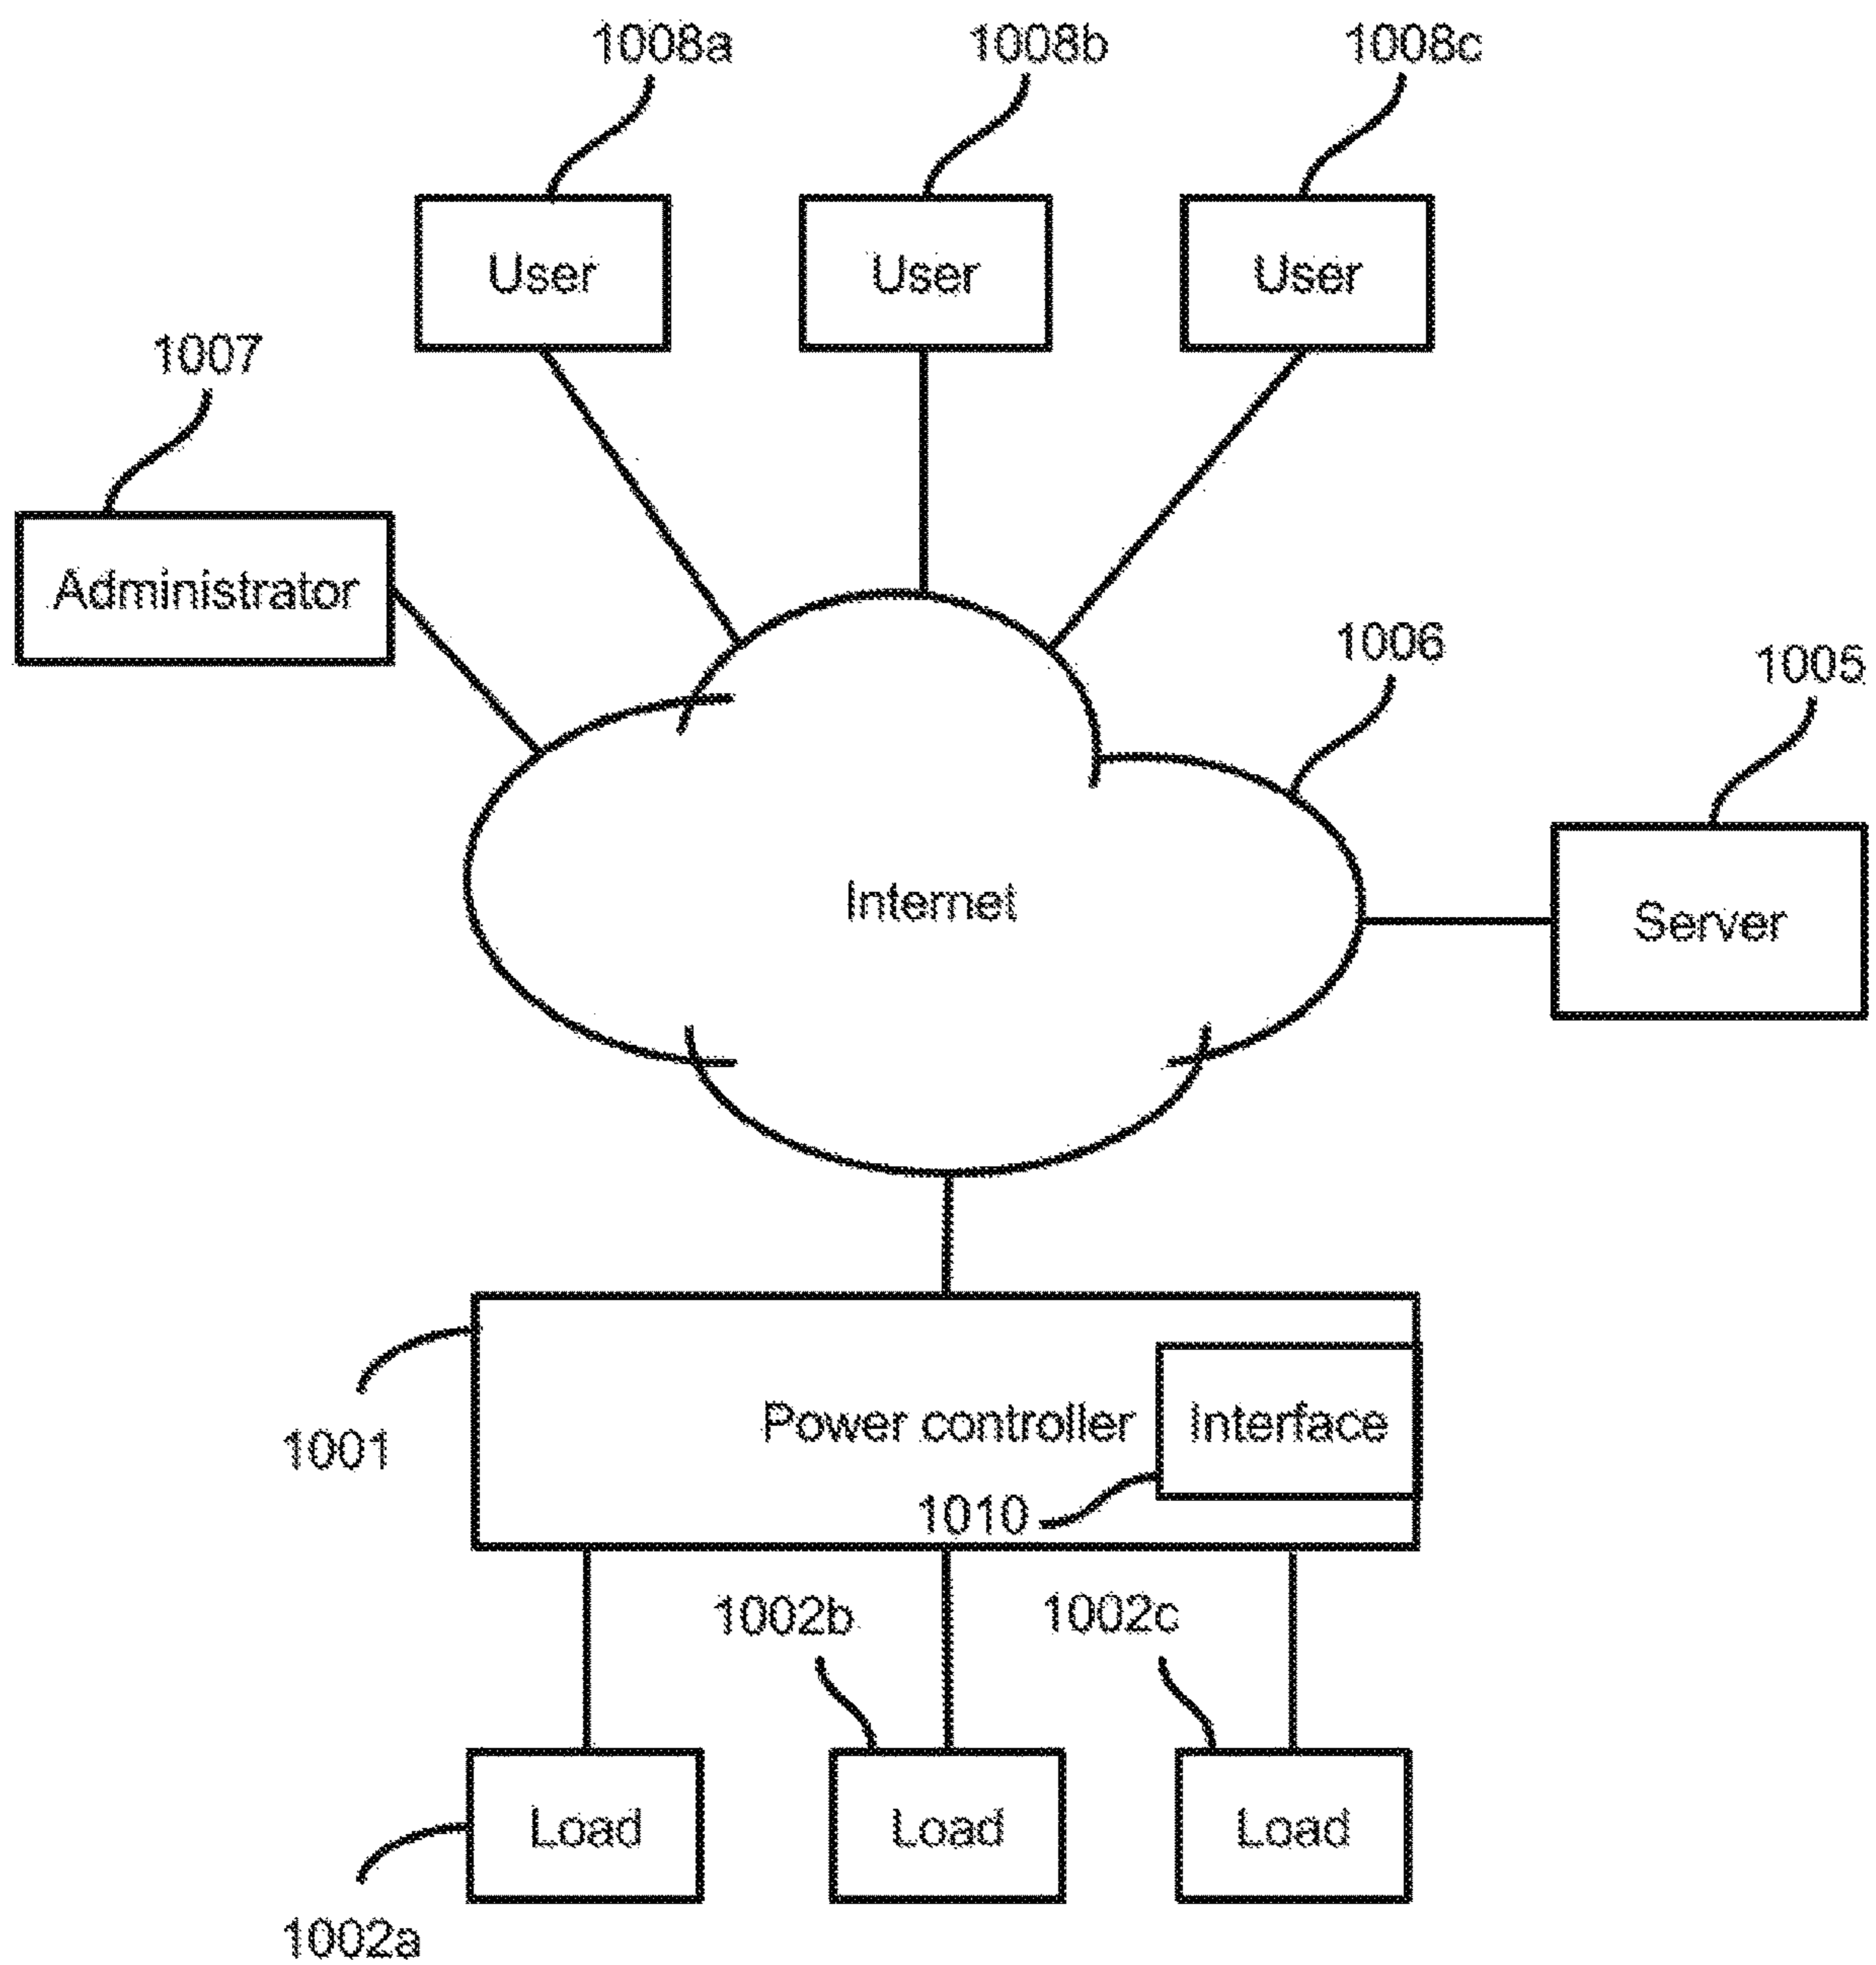 1008a 1008b 1008c
User User User
1007
Administrator
1006
1005
Internet
Server
Power controller Interface
1001
1010
1002b 1002c
Load Load Load
1002a